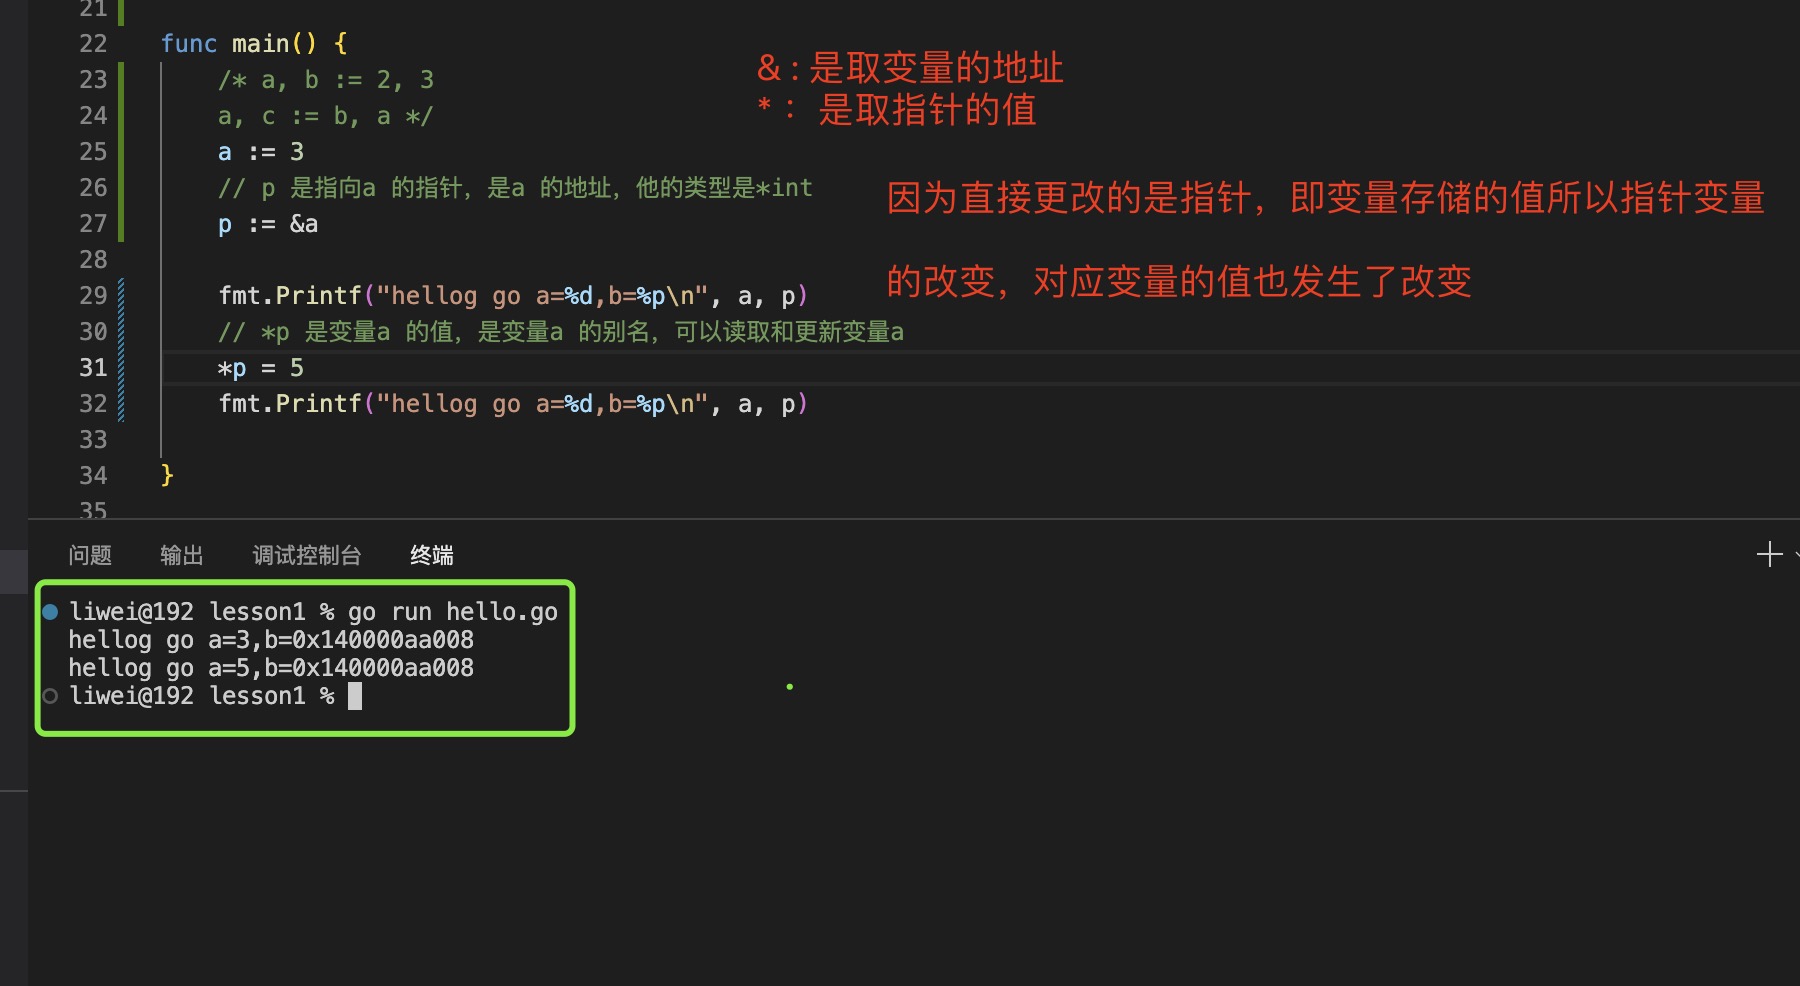 21
22 func main() {
& : 是取变量的地址
23 /* a, b := 2, 3
24 a, c := b, a */
* ： 是取指针的值
25 a := 3
26 // p 是指向a 的指针，是a 的地址，他的类型是*int
因为直接更改的是指针，即变量存储的值所以指针变量
27 p := &a
28
的改变，对应变量的值也发生了改变
29 fmt.Printf("hellog go a=%d,b=%p\n", a, p)
30 // *p 是变量a 的值，是变量a 的别名，可以读取和更新变量a
31 *p = 5
32 fmt.Printf("hellog go a=%d,b=%p\n", a, p)
33
34 }
35
问题 输出 调试控制台 终端
liwei@192 lesson1 % go run hello.go
hellog go a=3,b=0x140000aa008
hellog go a=5,b=0x140000aa008
liwei@192 lesson1 %